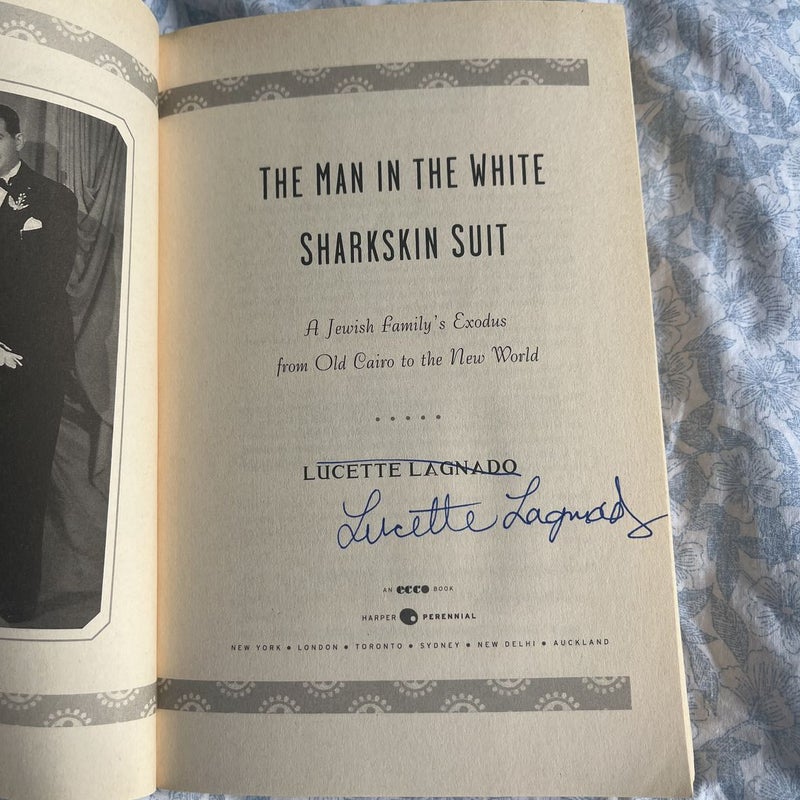 THE MAN IN THE WHITE
SHARKSKIN SUIT
A Jewish Family's Exodus
from Old Cairo to the New World
LUCETTE LAGNADO
Lucette Lagnado
AN ecco BOOK
HARPER PERENNIAL
NEW YORK • LONDON • TORONTO • SYDNEY • NEW DELHI • AUCKLAND